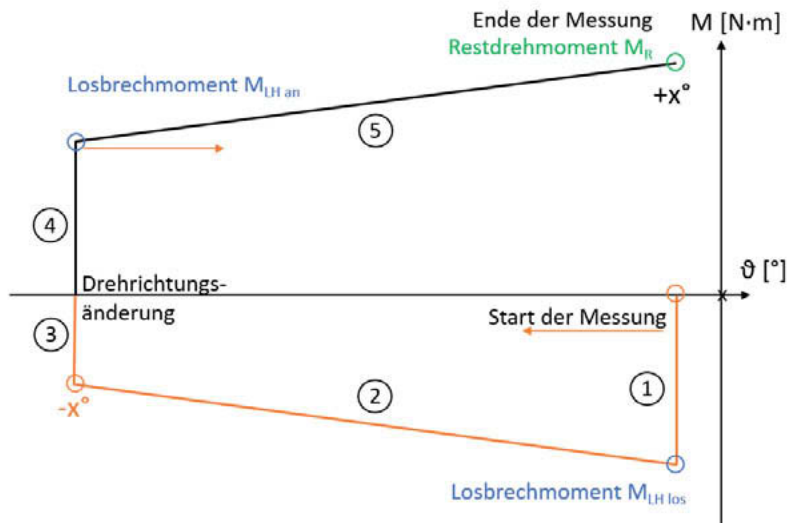 Ende der Messung
M [N·m]
Restdrehmoment M_R
Losbrechmoment M_LH an
+x°
5
4
Drehrichtungs-
änderung
ϑ [°]
x
Start der Messung
3
2
1
-x°
Losbrechmoment M_LH los